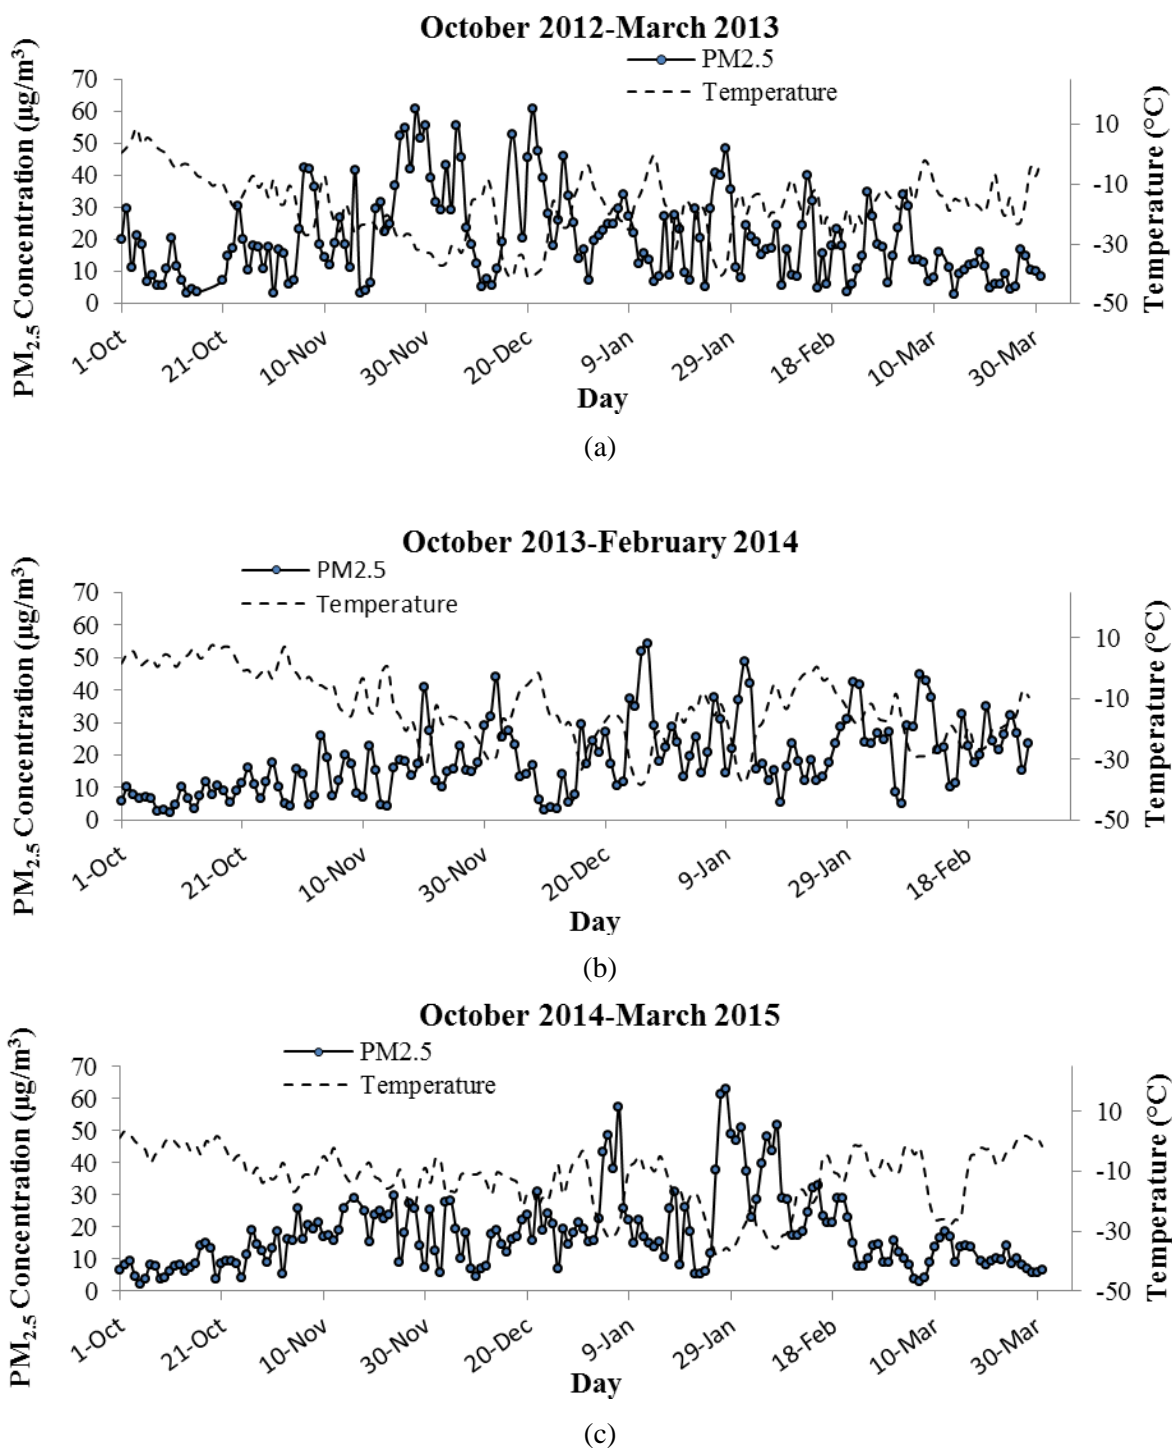 October 2012-March 2013
PM2.5
Temperature
PM2.5 Concentration (µg/m³)
70
60
50
40
30
20
10
0
10
-10
-30
-50
Temperature (°C)
1-Oct
21-Oct
10-Nov
30-Nov
20-Dec
9-Jan
29-Jan
18-Feb
10-Mar
30-Mar
Day
(a)
October 2013-February 2014
PM2.5
Temperature
PM2.5 Concentration (µg/m³)
70
60
50
40
30
20
10
0
10
-10
-30
-50
Temperature (°C)
1-Oct
21-Oct
10-Nov
30-Nov
20-Dec
9-Jan
29-Jan
18-Feb
Day
(b)
October 2014-March 2015
PM2.5
Temperature
PM2.5 Concentration (µg/m³)
70
60
50
40
30
20
10
0
10
-10
-30
-50
Temperature (°C)
1-Oct
21-Oct
10-Nov
30-Nov
20-Dec
9-Jan
29-Jan
18-Feb
10-Mar
30-Mar
Day
(c)